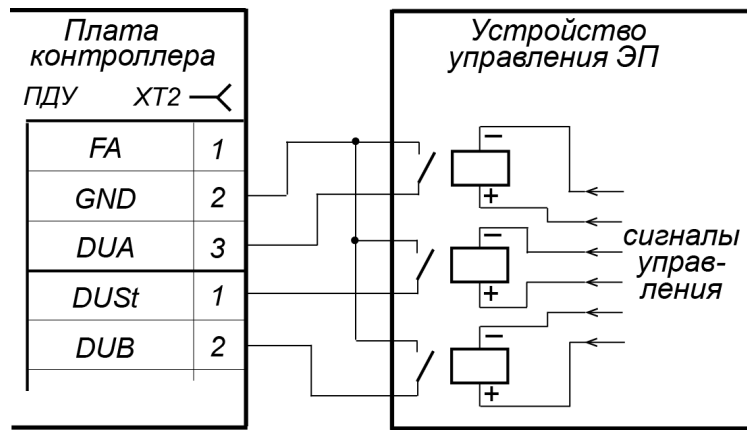 Плата
контроллера
ПДУ XT2
FA 1
GND 2
DUA 3
DUSt 1
DUB 2
Устройство
управления ЭП
−
+
−
+
−
+
сигналы
управ-
ления